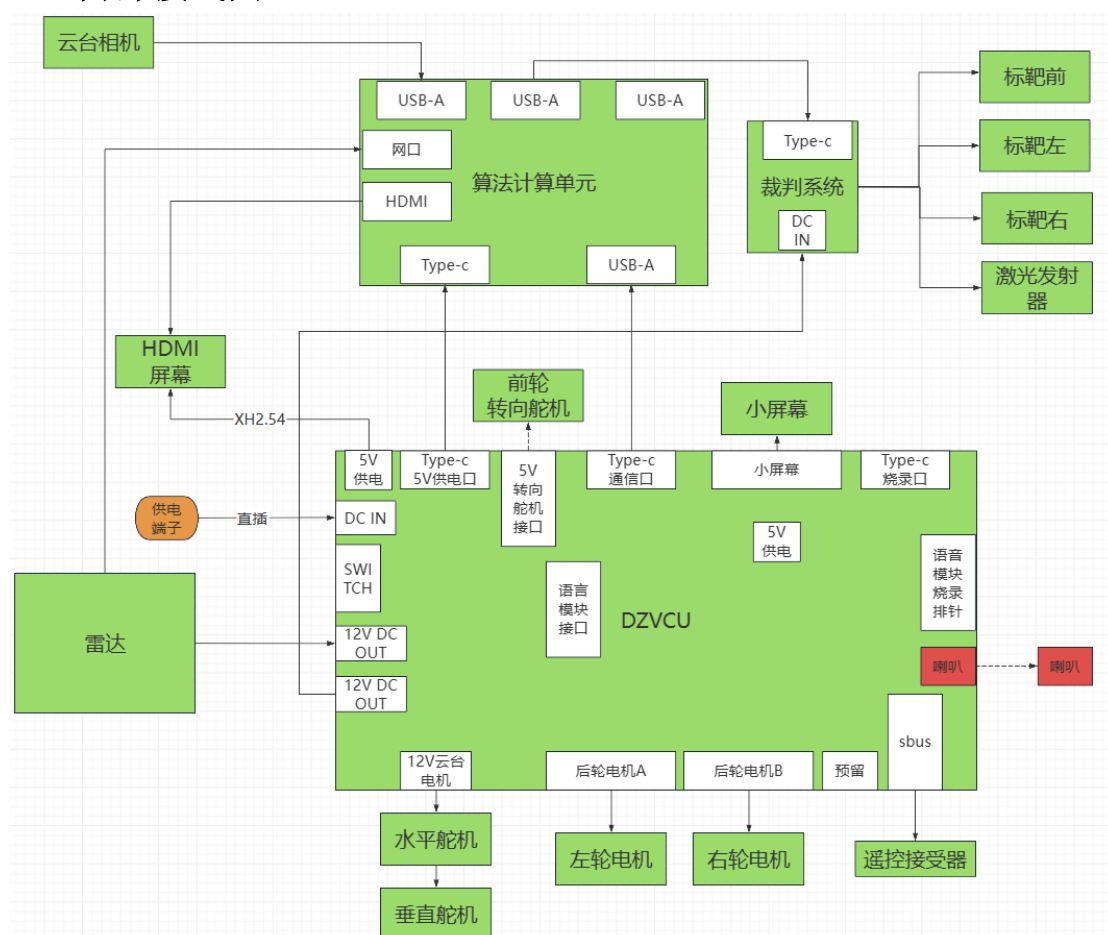 云台相机
USB-A
USB-A
USB-A
网口
算法计算单元
HDMI
Type-c
USB-A
Type-c
裁判系统
DC
IN
标靶前
标靶左
标靶右
激光发射
器
HDMI
屏幕
XH2.54
前轮
转向舵机
小屏幕
5V
供电
Type-c
5V供电口
5V
转向
舵机
接口
Type-c
通信口
小屏幕
Type-c
烧录口
供电
端子
直插
DC IN
5V
供电
SWI
TCH
语言
模块
接口
DZVCU
语音
模块
烧录
排针
雷达
12V DC
OUT
喇叭
喇叭
12V DC
OUT
sbus
12V云台
电机
后轮电机A
后轮电机B
预留
水平舵机
左轮电机
右轮电机
遥控接受器
垂直舵机